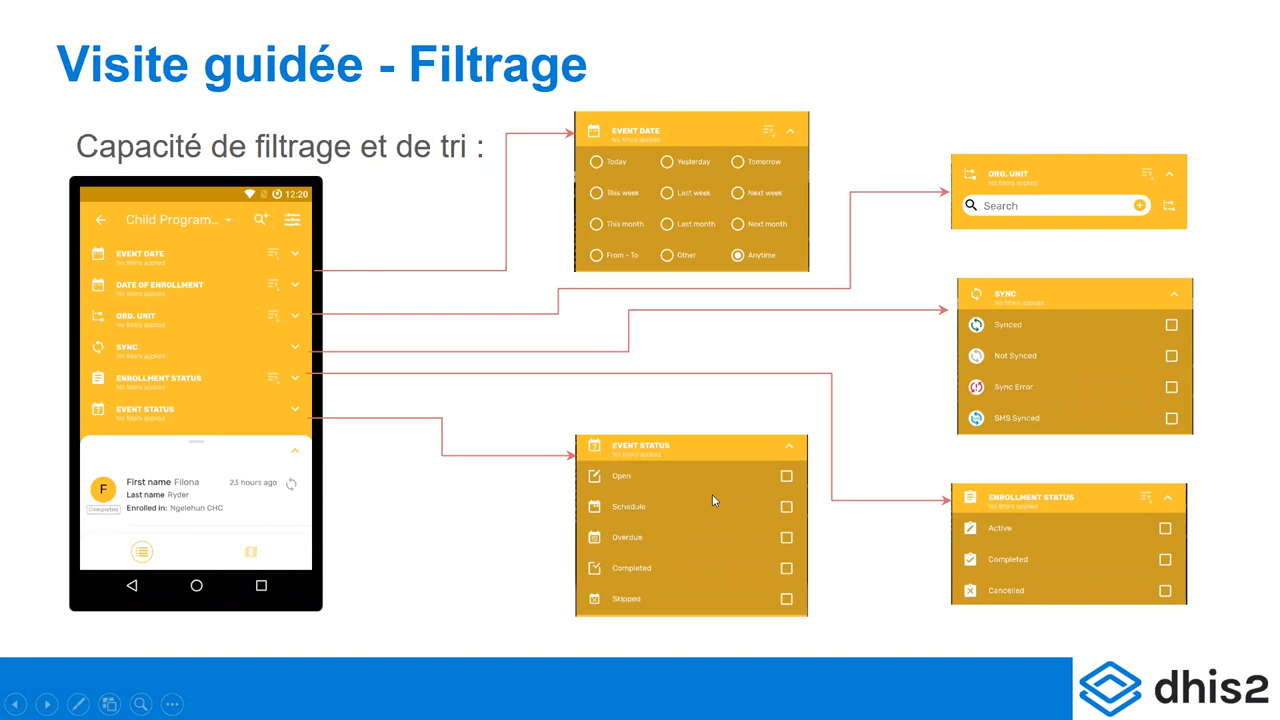 Visite guidée - Filtrage
Capacité de filtrage et de tri :
12:20
Child Program...
EVENT DATE
No filters applied
DATE OF ENROLLMENT
No filters applied
ORG. UNIT
No filters applied
SYNC
No filters applied
ENROLLMENT STATUS
No filters applied
EVENT STATUS
No filters applied
F
Completed
First name Filona
23 hours ago
Last name Ryder
Enrolled in: Ngelehun CHC
EVENT DATE
No filters applied
Today Yesterday Tomorrow
This week Last week Next week
This month Last month Next month
From - To Other Anytime
EVENT STATUS
No filters applied
Open
Schedule
Overdue
Completed
Skipped
ORG. UNIT
No filters applied
Search
SYNC
No filters applied
Synced
Not Synced
Sync Error
SMS Synced
ENROLLMENT STATUS
No filters applied
Active
Completed
Cancelled
dhis2